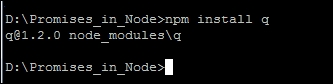 D:\Promises_in_Node>npm install q
q@1.2.0 node_modules\q
D:\Promises_in_Node>